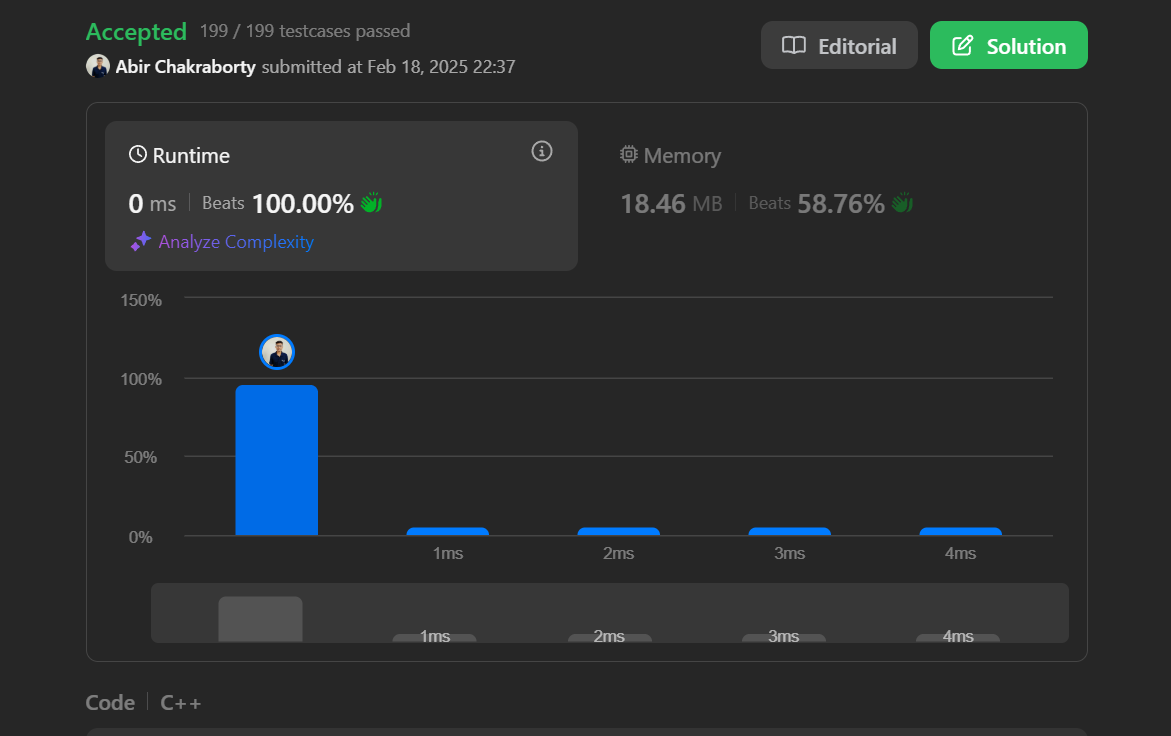 Accepted 199 / 199 testcases passed
Editorial
Solution
Abir Chakraborty submitted at Feb 18, 2025 22:37
Runtime
0 ms Beats 100.00%
Analyze Complexity
Memory
18.46 MB Beats 58.76%
150%
100%
50%
0%
1ms 2ms 3ms 4ms
1ms 2ms 3ms 4ms
Code C++